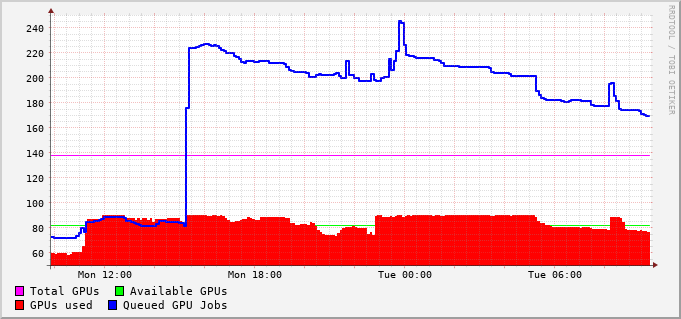 240
220
200
180
160
140
120
100
80
60
Mon 12:00 Mon 18:00 Tue 00:00 Tue 06:00
Total GPUs Available GPUs
GPUs used Queued GPU Jobs
RRDTOOL / TOBI OETIKER